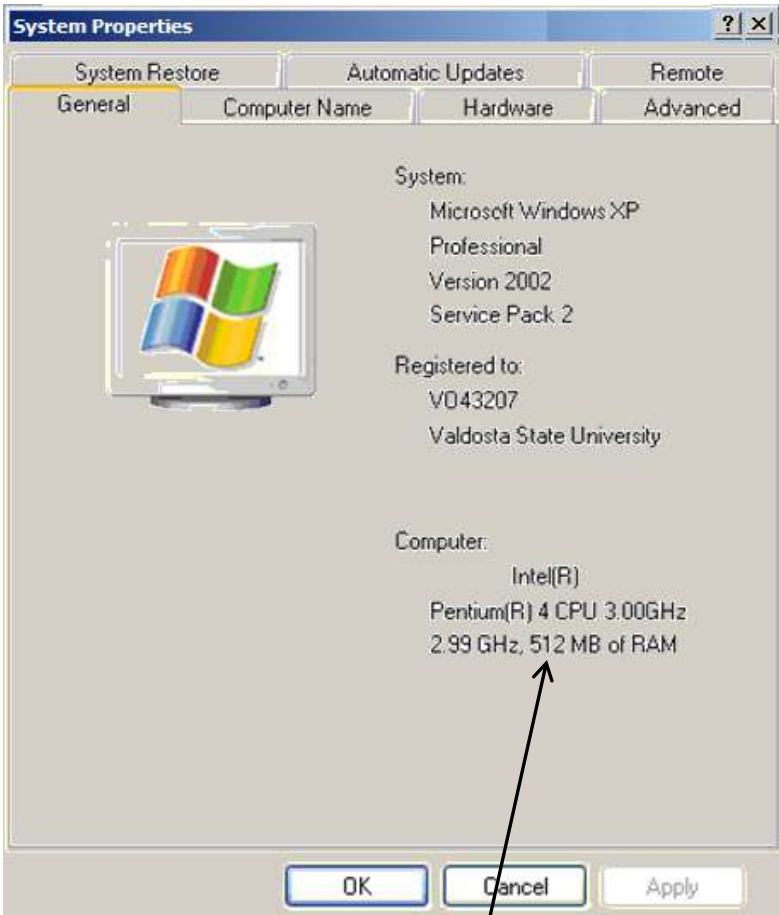 System Properties
? X
System Restore Automatic Updates Remote
General Computer Name Hardware Advanced
System:
Microsoft Windows XP
Professional
Version 2002
Service Pack 2
Registered to:
VO43207
Valdosta State University
Computer:
Intel(R)
Pentium(R) 4 CPU 3.00GHz
2.99 GHz, 512 MB of RAM
OK Cancel Apply